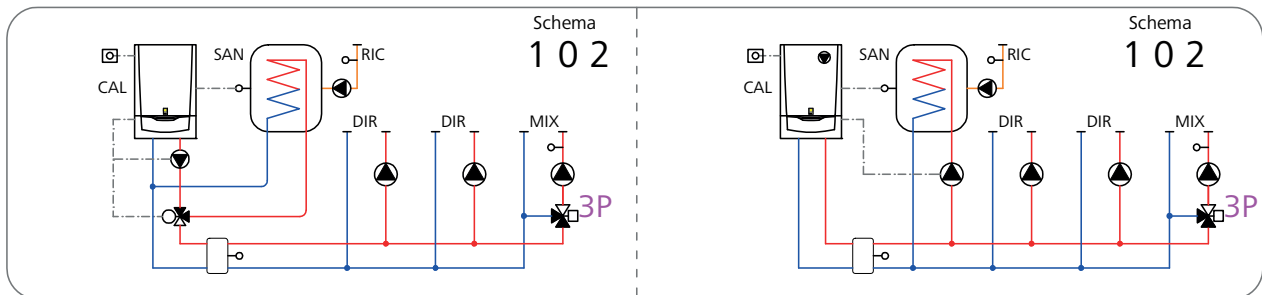 Schema
1 0 2
SAN
RIC
CAL
DIR
DIR
MIX
3P
Schema
1 0 2
SAN
RIC
CAL
DIR
DIR
MIX
3P